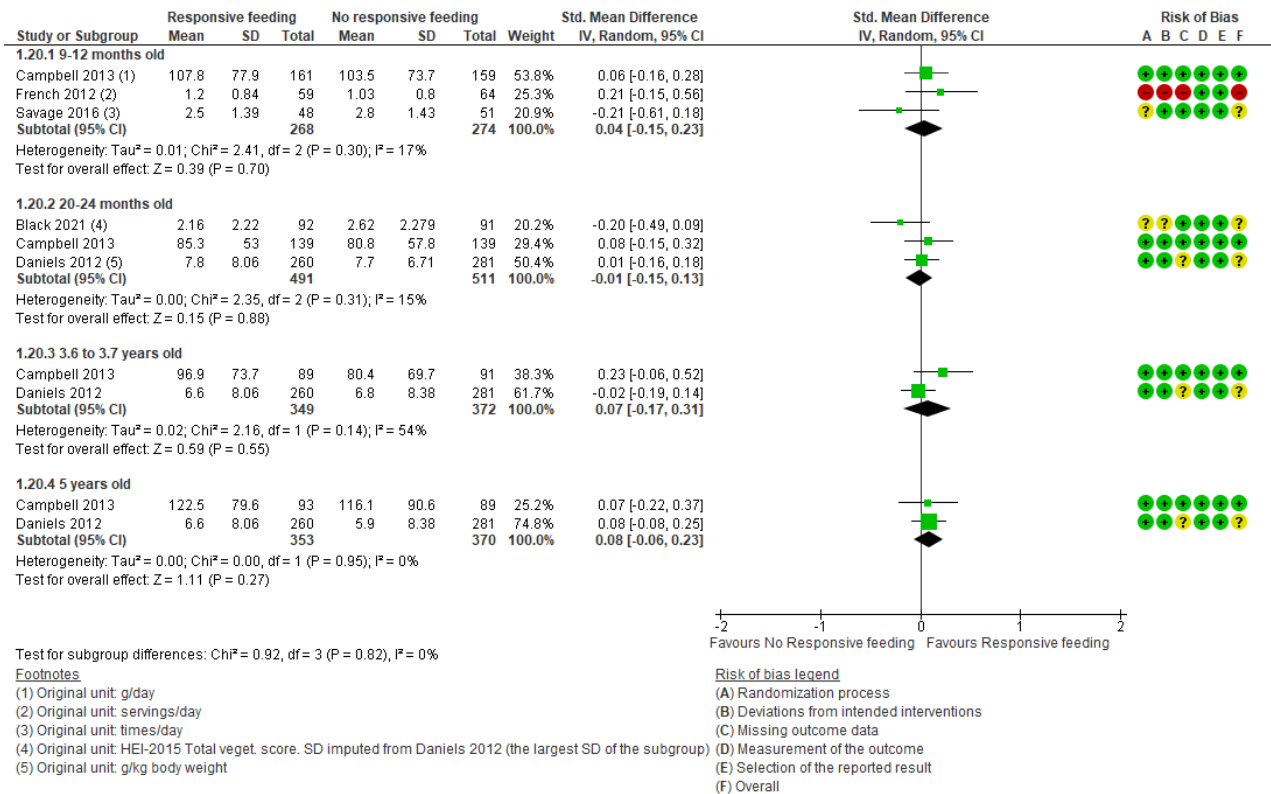 Responsive feeding No responsive feeding Std. Mean Difference Std. Mean Difference Risk of Bias
Study or Subgroup Mean SD Total Mean SD Total Weight IV, Random, 95% CI IV, Random, 95% CI A B C D E F
1.20.1 9-12 months old
Campbell 2013 (1) 107.8 77.9 161 103.5 73.7 159 53.8% 0.06 [-0.16, 0.28] + + + + + +
French 2012 (2) 1.2 0.84 59 1.03 0.8 64 25.3% 0.21 [-0.15, 0.56] - - - + + -
Savage 2016 (3) 2.5 1.39 48 2.8 1.43 51 20.9% -0.21 [-0.61, 0.18] ? + + + + ?
Subtotal (95% CI) 268 274 100.0% 0.04 [-0.15, 0.23]
Heterogeneity: Tau² = 0.01; Chi² = 2.41, df = 2 (P = 0.30); I² = 17%
Test for overall effect: Z = 0.39 (P = 0.70)
1.20.2 20-24 months old
Black 2021 (4) 2.16 2.22 92 2.62 2.279 91 20.2% -0.20 [-0.49, 0.09] ? ? + + + ?
Campbell 2013 85.3 53 139 80.8 57.8 139 29.4% 0.08 [-0.15, 0.32] + + + + + +
Daniels 2012 (5) 7.8 8.06 260 7.7 6.71 281 50.4% 0.01 [-0.16, 0.18] + + ? + + ?
Subtotal (95% CI) 491 511 100.0% -0.01 [-0.15, 0.13]
Heterogeneity: Tau² = 0.00; Chi² = 2.35, df = 2 (P = 0.31); I² = 15%
Test for overall effect: Z = 0.15 (P = 0.88)
1.20.3 3.6 to 3.7 years old
Campbell 2013 96.9 73.7 89 80.4 69.7 91 38.3% 0.23 [-0.06, 0.52] + + + + + +
Daniels 2012 6.6 8.06 260 6.8 8.38 281 61.7% -0.02 [-0.19, 0.14] + + ? + + ?
Subtotal (95% CI) 349 372 100.0% 0.07 [-0.17, 0.31]
Heterogeneity: Tau² = 0.02; Chi² = 2.16, df = 1 (P = 0.14); I² = 54%
Test for overall effect: Z = 0.59 (P = 0.55)
1.20.4 5 years old
Campbell 2013 122.5 79.6 93 116.1 90.6 89 25.2% 0.07 [-0.22, 0.37] + + + + + +
Daniels 2012 6.6 8.06 260 5.9 8.38 281 74.8% 0.08 [-0.08, 0.25] + + ? + + ?
Subtotal (95% CI) 353 370 100.0% 0.08 [-0.06, 0.23]
Heterogeneity: Tau² = 0.00; Chi² = 0.00, df = 1 (P = 0.95); I² = 0%
Test for overall effect: Z = 1.11 (P = 0.27)
-2 -1 0 1 2
Favours No Responsive feeding Favours Responsive feeding
Test for subgroup differences: Chi² = 0.92, df = 3 (P = 0.82), I² = 0%
Footnotes
(1) Original unit: g/day
(2) Original unit: servings/day
(3) Original unit: times/day
(4) Original unit: HEI-2015 Total veget. score. SD imputed from Daniels 2012 (the largest SD of the subgroup)
(5) Original unit: g/kg body weight
Risk of bias legend
(A) Randomization process
(B) Deviations from intended interventions
(C) Missing outcome data
(D) Measurement of the outcome
(E) Selection of the reported result
(F) Overall